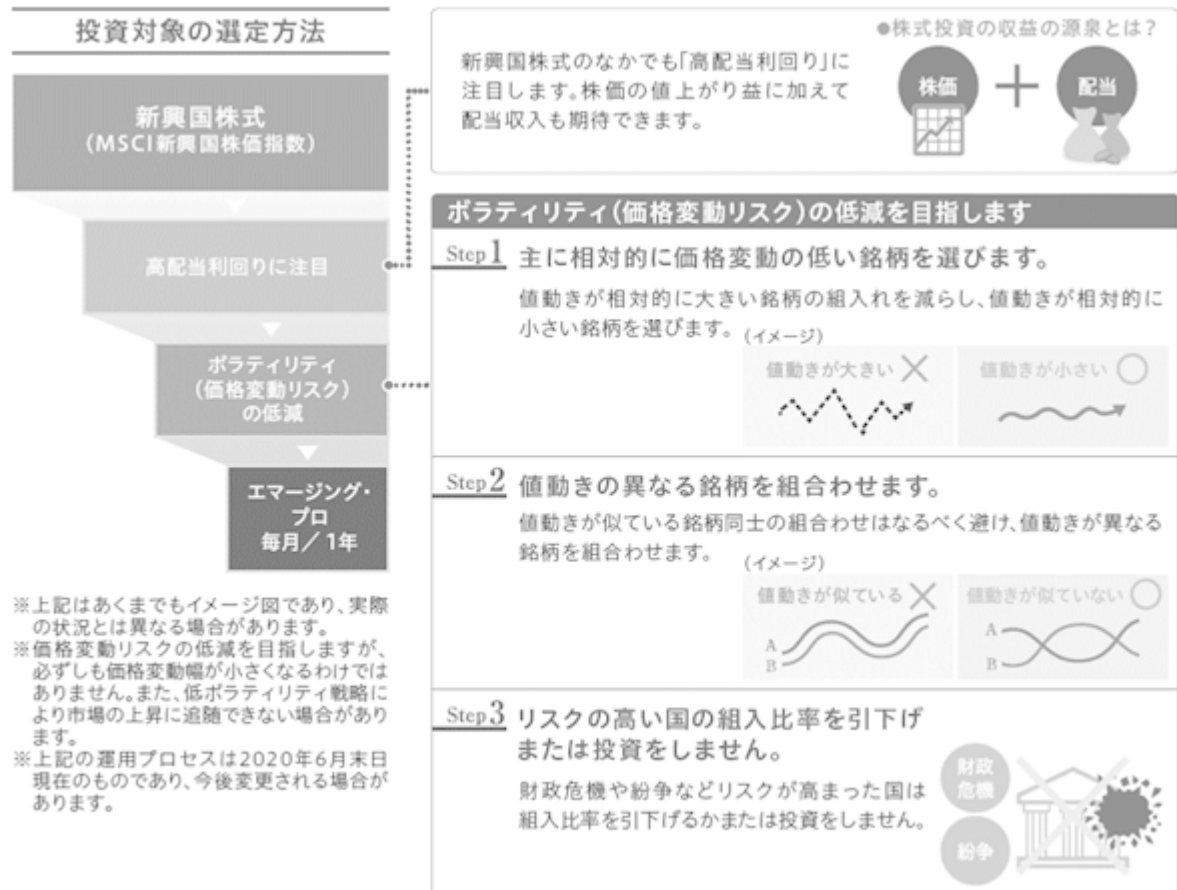 投資対象の選定方法
新興国株式
（MSCI新興国株価指数）
高配当利回りに注目
ボラティリティ
（価格変動リスク）
の低減
エマージング・
プロ
毎月／1年
※上記はあくまでもイメージ図であり、実際
の状況とは異なる場合があります。
※価格変動リスクの低減を目指しますが、
必ずしも価格変動幅が小さくなるわけでは
ありません。また、低ボラティリティ戦略に
より市場の上昇に追随できない場合があり
ます。
※上記の運用プロセスは2020年6月末日
現在のものであり、今後変更される場合が
あります。
新興国株式のなかでも「高配当利回り」に
注目します。株価の値上がり益に加えて
配当収入も期待できます。
●株式投資の収益の源泉とは？
株価
＋
配当
ボラティリティ（価格変動リスク）の低減を目指します
Step1 主に相対的に価格変動の低い銘柄を選びます。
値動きが相対的に大きい銘柄の組入れを減らし、値動きが相対的に
小さい銘柄を選びます。
（イメージ）
値動きが大きい ×
値動きが小さい ○
Step2 値動きの異なる銘柄を組合わせます。
値動きが似ている銘柄同士の組合わせはなるべく避け、値動きが異なる
銘柄を組合わせます。
（イメージ）
値動きが似ている ×
A
B
値動きが似ていない ○
A
B
Step3 リスクの高い国の組入比率を引下げ
または投資をしません。
財政危機や紛争などリスクが高まった国は
組入比率を引下げるかまたは投資をしません。
財政
危機
紛争